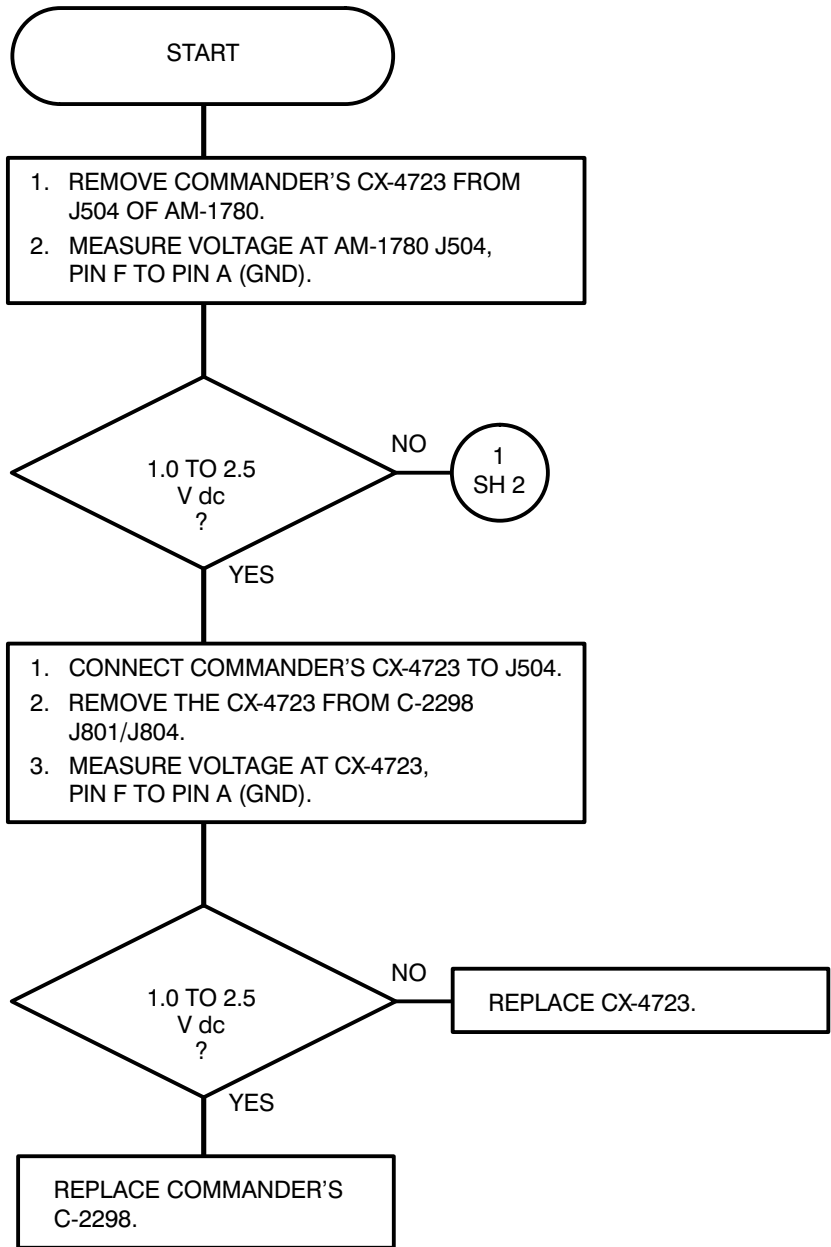 START
1. REMOVE COMMANDER'S CX-4723 FROM
J504 OF AM-1780.
2. MEASURE VOLTAGE AT AM-1780 J504,
PIN F TO PIN A (GND).
1.0 TO 2.5
V dc
?
NO
1
SH 2
YES
1. CONNECT COMMANDER'S CX-4723 TO J504.
2. REMOVE THE CX-4723 FROM C-2298
J801/J804.
3. MEASURE VOLTAGE AT CX-4723,
PIN F TO PIN A (GND).
1.0 TO 2.5
V dc
?
NO
REPLACE CX-4723.
YES
REPLACE COMMANDER'S
C-2298.